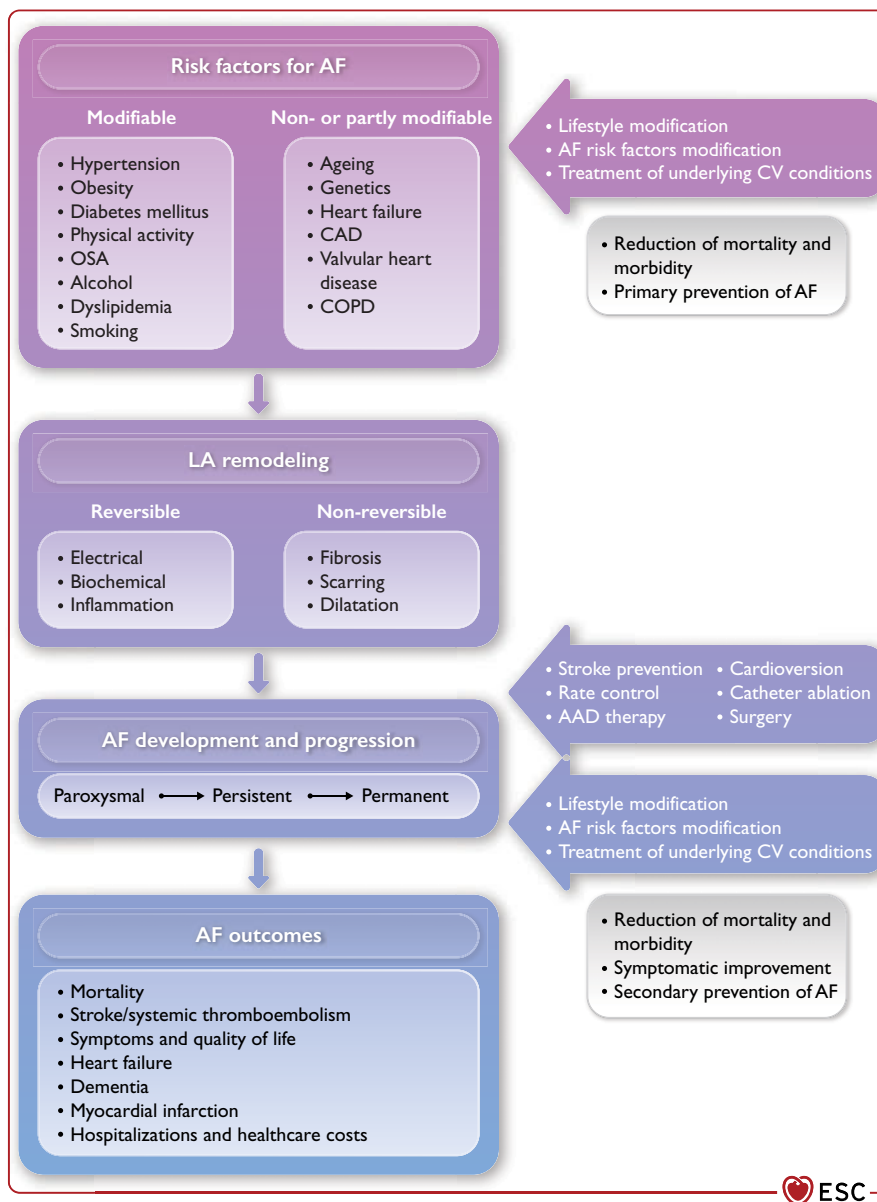 Risk factors for AF
Modifiable
• Hypertension
• Obesity
• Diabetes mellitus
• Physical activity
• OSA
• Alcohol
• Dyslipidemia
• Smoking
Non- or partly modifiable
• Ageing
• Genetics
• Heart failure
• CAD
• Valvular heart
disease
• COPD
• Lifestyle modification
• AF risk factors modification
• Treatment of underlying CV conditions
• Reduction of mortality and
morbidity
• Primary prevention of AF
LA remodeling
Reversible
• Electrical
• Biochemical
• Inflammation
Non-reversible
• Fibrosis
• Scarring
• Dilatation
• Stroke prevention
• Rate control
• AAD therapy
• Cardioversion
• Catheter ablation
• Surgery
AF development and progression
Paroxysmal → Persistent → Permanent
• Lifestyle modification
• AF risk factors modification
• Treatment of underlying CV conditions
• Reduction of mortality and
morbidity
• Symptomatic improvement
• Secondary prevention of AF
AF outcomes
• Mortality
• Stroke/systemic thromboembolism
• Symptoms and quality of life
• Heart failure
• Dementia
• Myocardial infarction
• Hospitalizations and healthcare costs
ESC